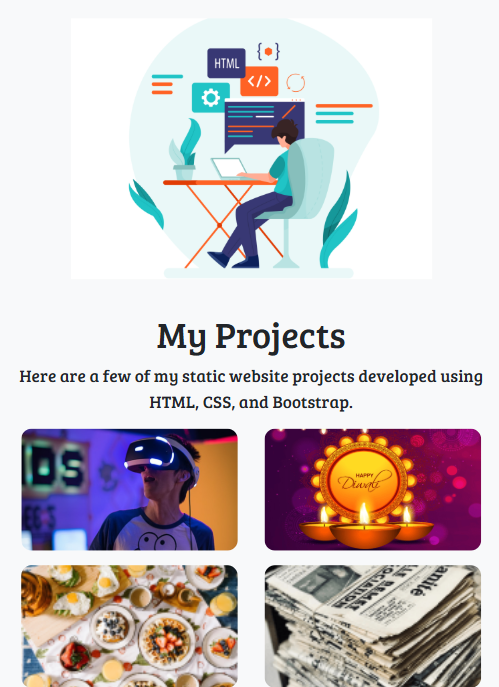 { }
HTML
</>
My Projects
Here are a few of my static website projects developed using
HTML, CSS, and Bootstrap.
DS
HAPPY
Diwali